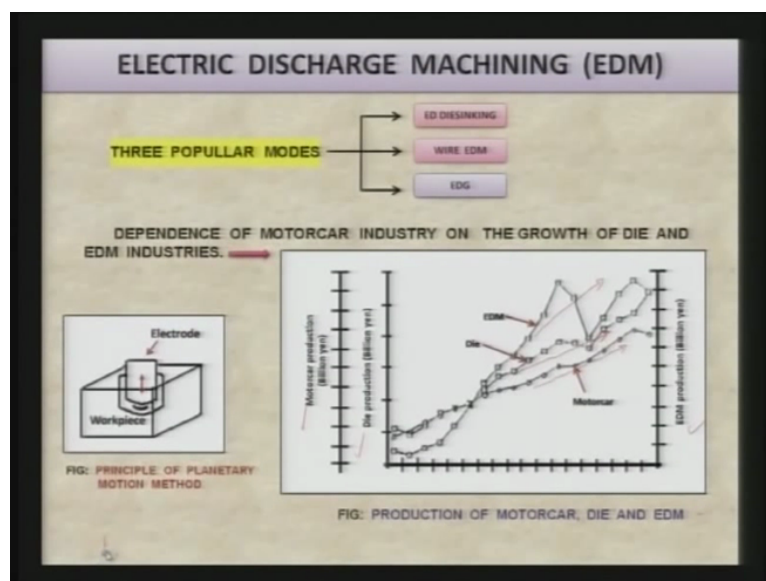 ELECTRIC DISCHARGE MACHINING (EDM)
THREE POPULLAR MODES
ED DIESINKING
WIRE EDM
EDG
DEPENDENCE OF MOTORCAR INDUSTRY ON THE GROWTH OF DIE AND
EDM INDUSTRIES.
Electrode
Workpiece
FIG: PRINCIPLE OF PLANETARY
MOTION METHOD
Motorcar production
(Billion yen)
Die production (Billion yen)
EDM
Die
Motorcar
EDM production (Billion yen)
FIG: PRODUCTION OF MOTORCAR, DIE AND EDM